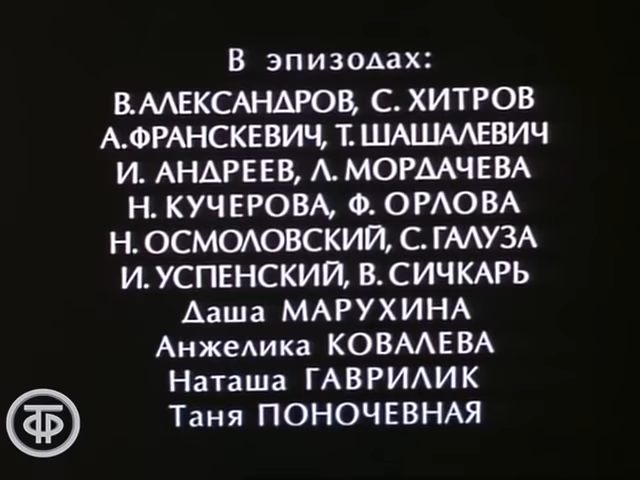 В эпизодах:
В. АЛЕКСАНДРОВ, С. ХИТРОВ
А. ФРАНСКЕВИЧ, Т. ШАШАЛЕВИЧ
И. АНДРЕЕВ, Л. МОРДАЧЕВА
Н. КУЧЕРОВА, Ф. ОРЛОВА
Н. ОСМОЛОВСКИЙ, С. ГАЛУЗА
И. УСПЕНСКИЙ, В. СИЧКАРЬ
Даша МАРУХИНА
Анжелика КОВАЛЕВА
Наташа ГАВРИЛИК
Таня ПОНОЧЕВНАЯ